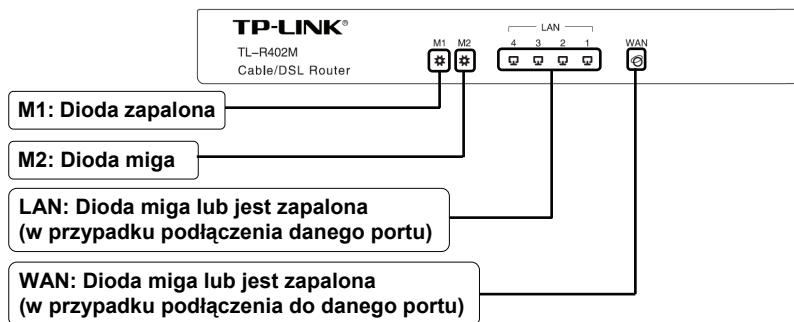 TP-LINK®
TL-R402M
Cable/DSL Router
M1 M2
LAN
4 3 2 1
WAN
M1: Dioda zapalona
M2: Dioda miga
LAN: Dioda miga lub jest zapalona
(w przypadku podłączenia danego portu)
WAN: Dioda miga lub jest zapalona
(w przypadku podłączenia do danego portu)